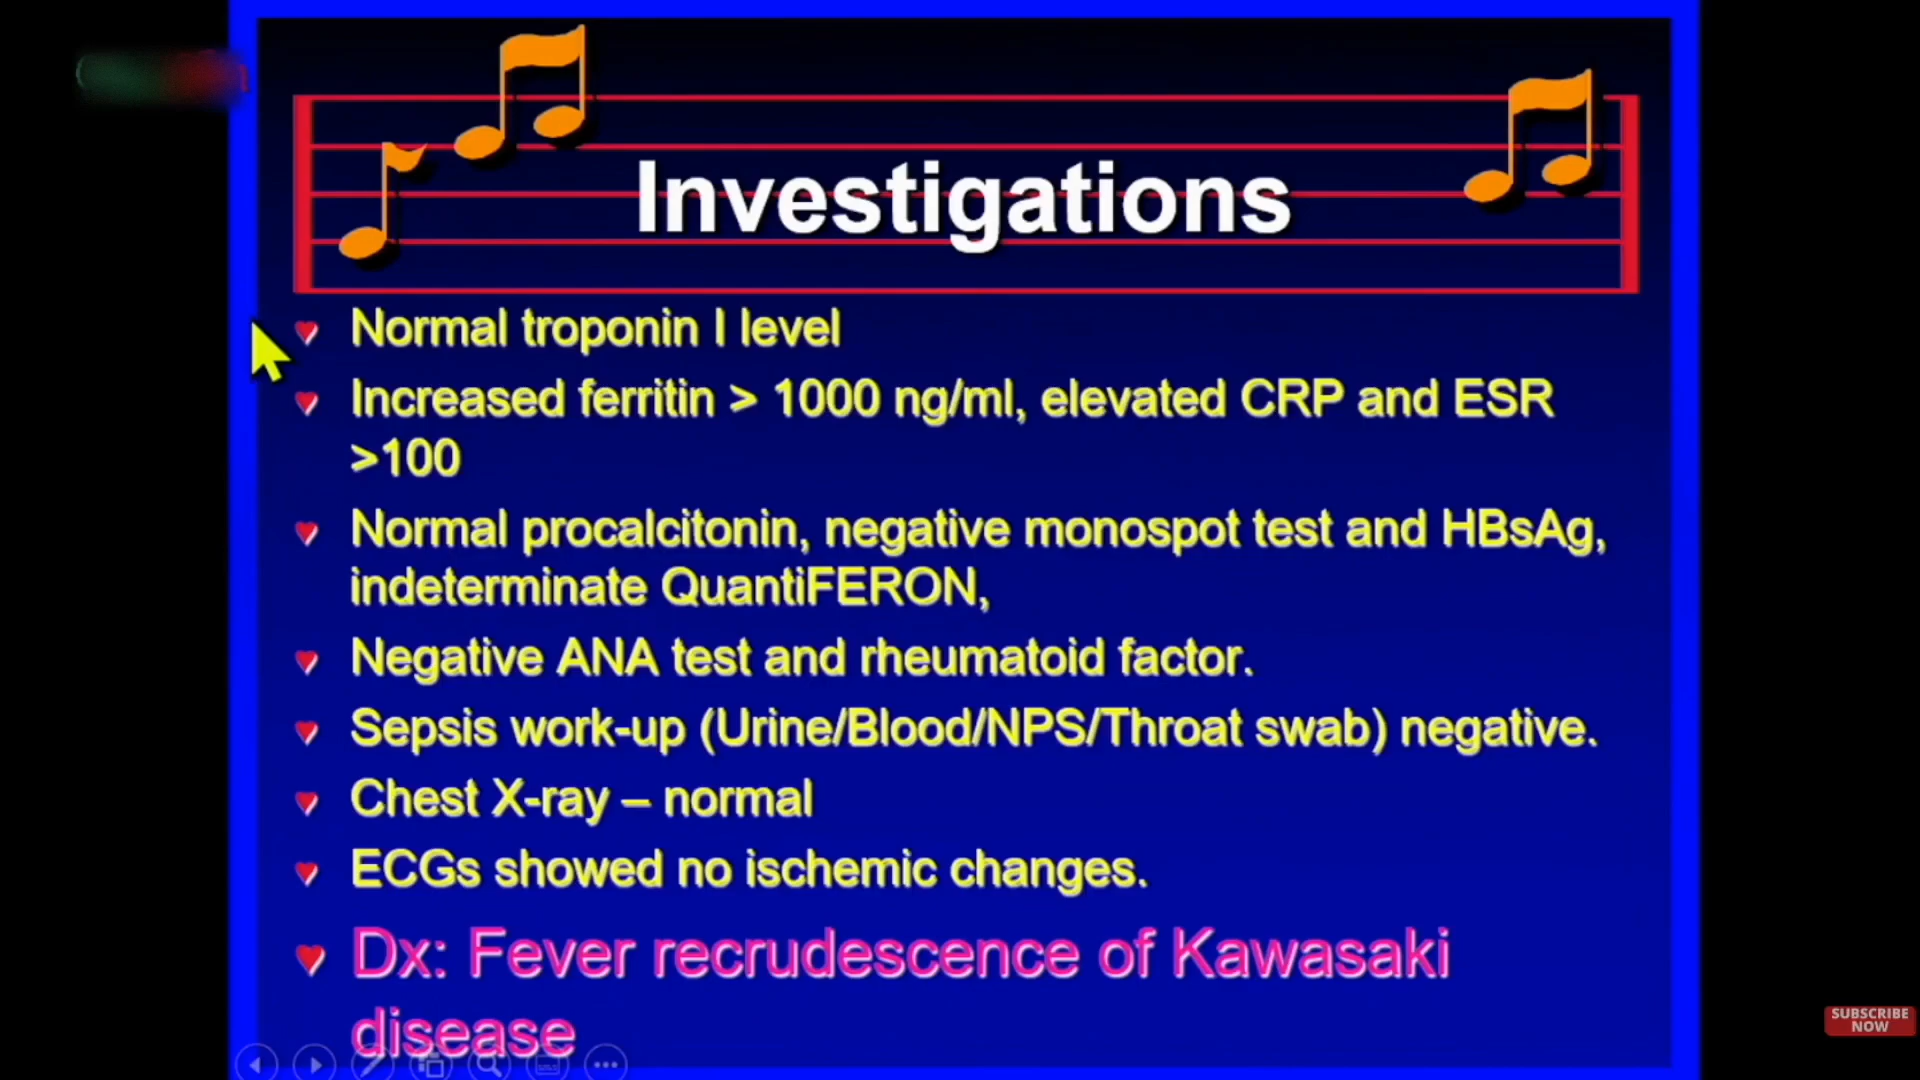 Investigations
Normal troponin I level
Increased ferritin > 1000 ng/ml, elevated CRP and ESR
>100
Normal procalcitonin, negative monospot test and HBsAg,
indeterminate QuantiFERON,
Negative ANA test and rheumatoid factor.
Sepsis work-up (Urine/Blood/NPS/Throat swab) negative.
Chest X-ray – normal
ECGs showed no ischemic changes.
Dx: Fever recrudescence of Kawasaki
disease
SUBSCRIBE
NOW